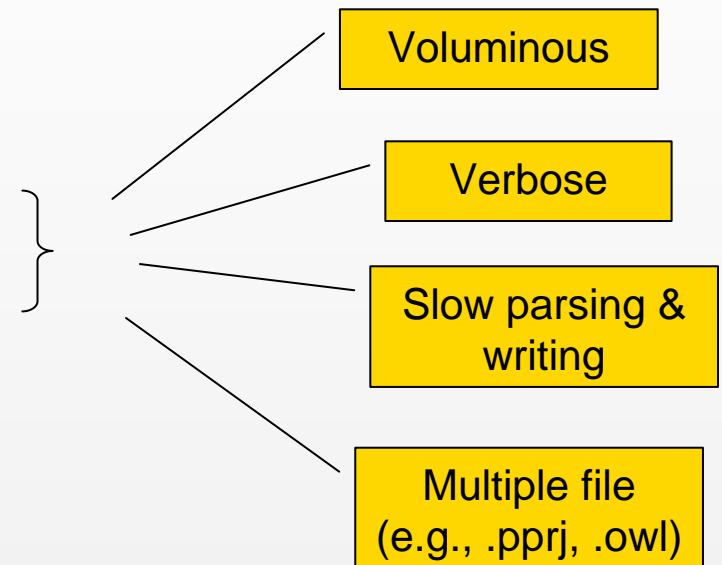 Voluminous
Verbose
Slow parsing &
writing
Multiple file
(e.g., .pprj, .owl)